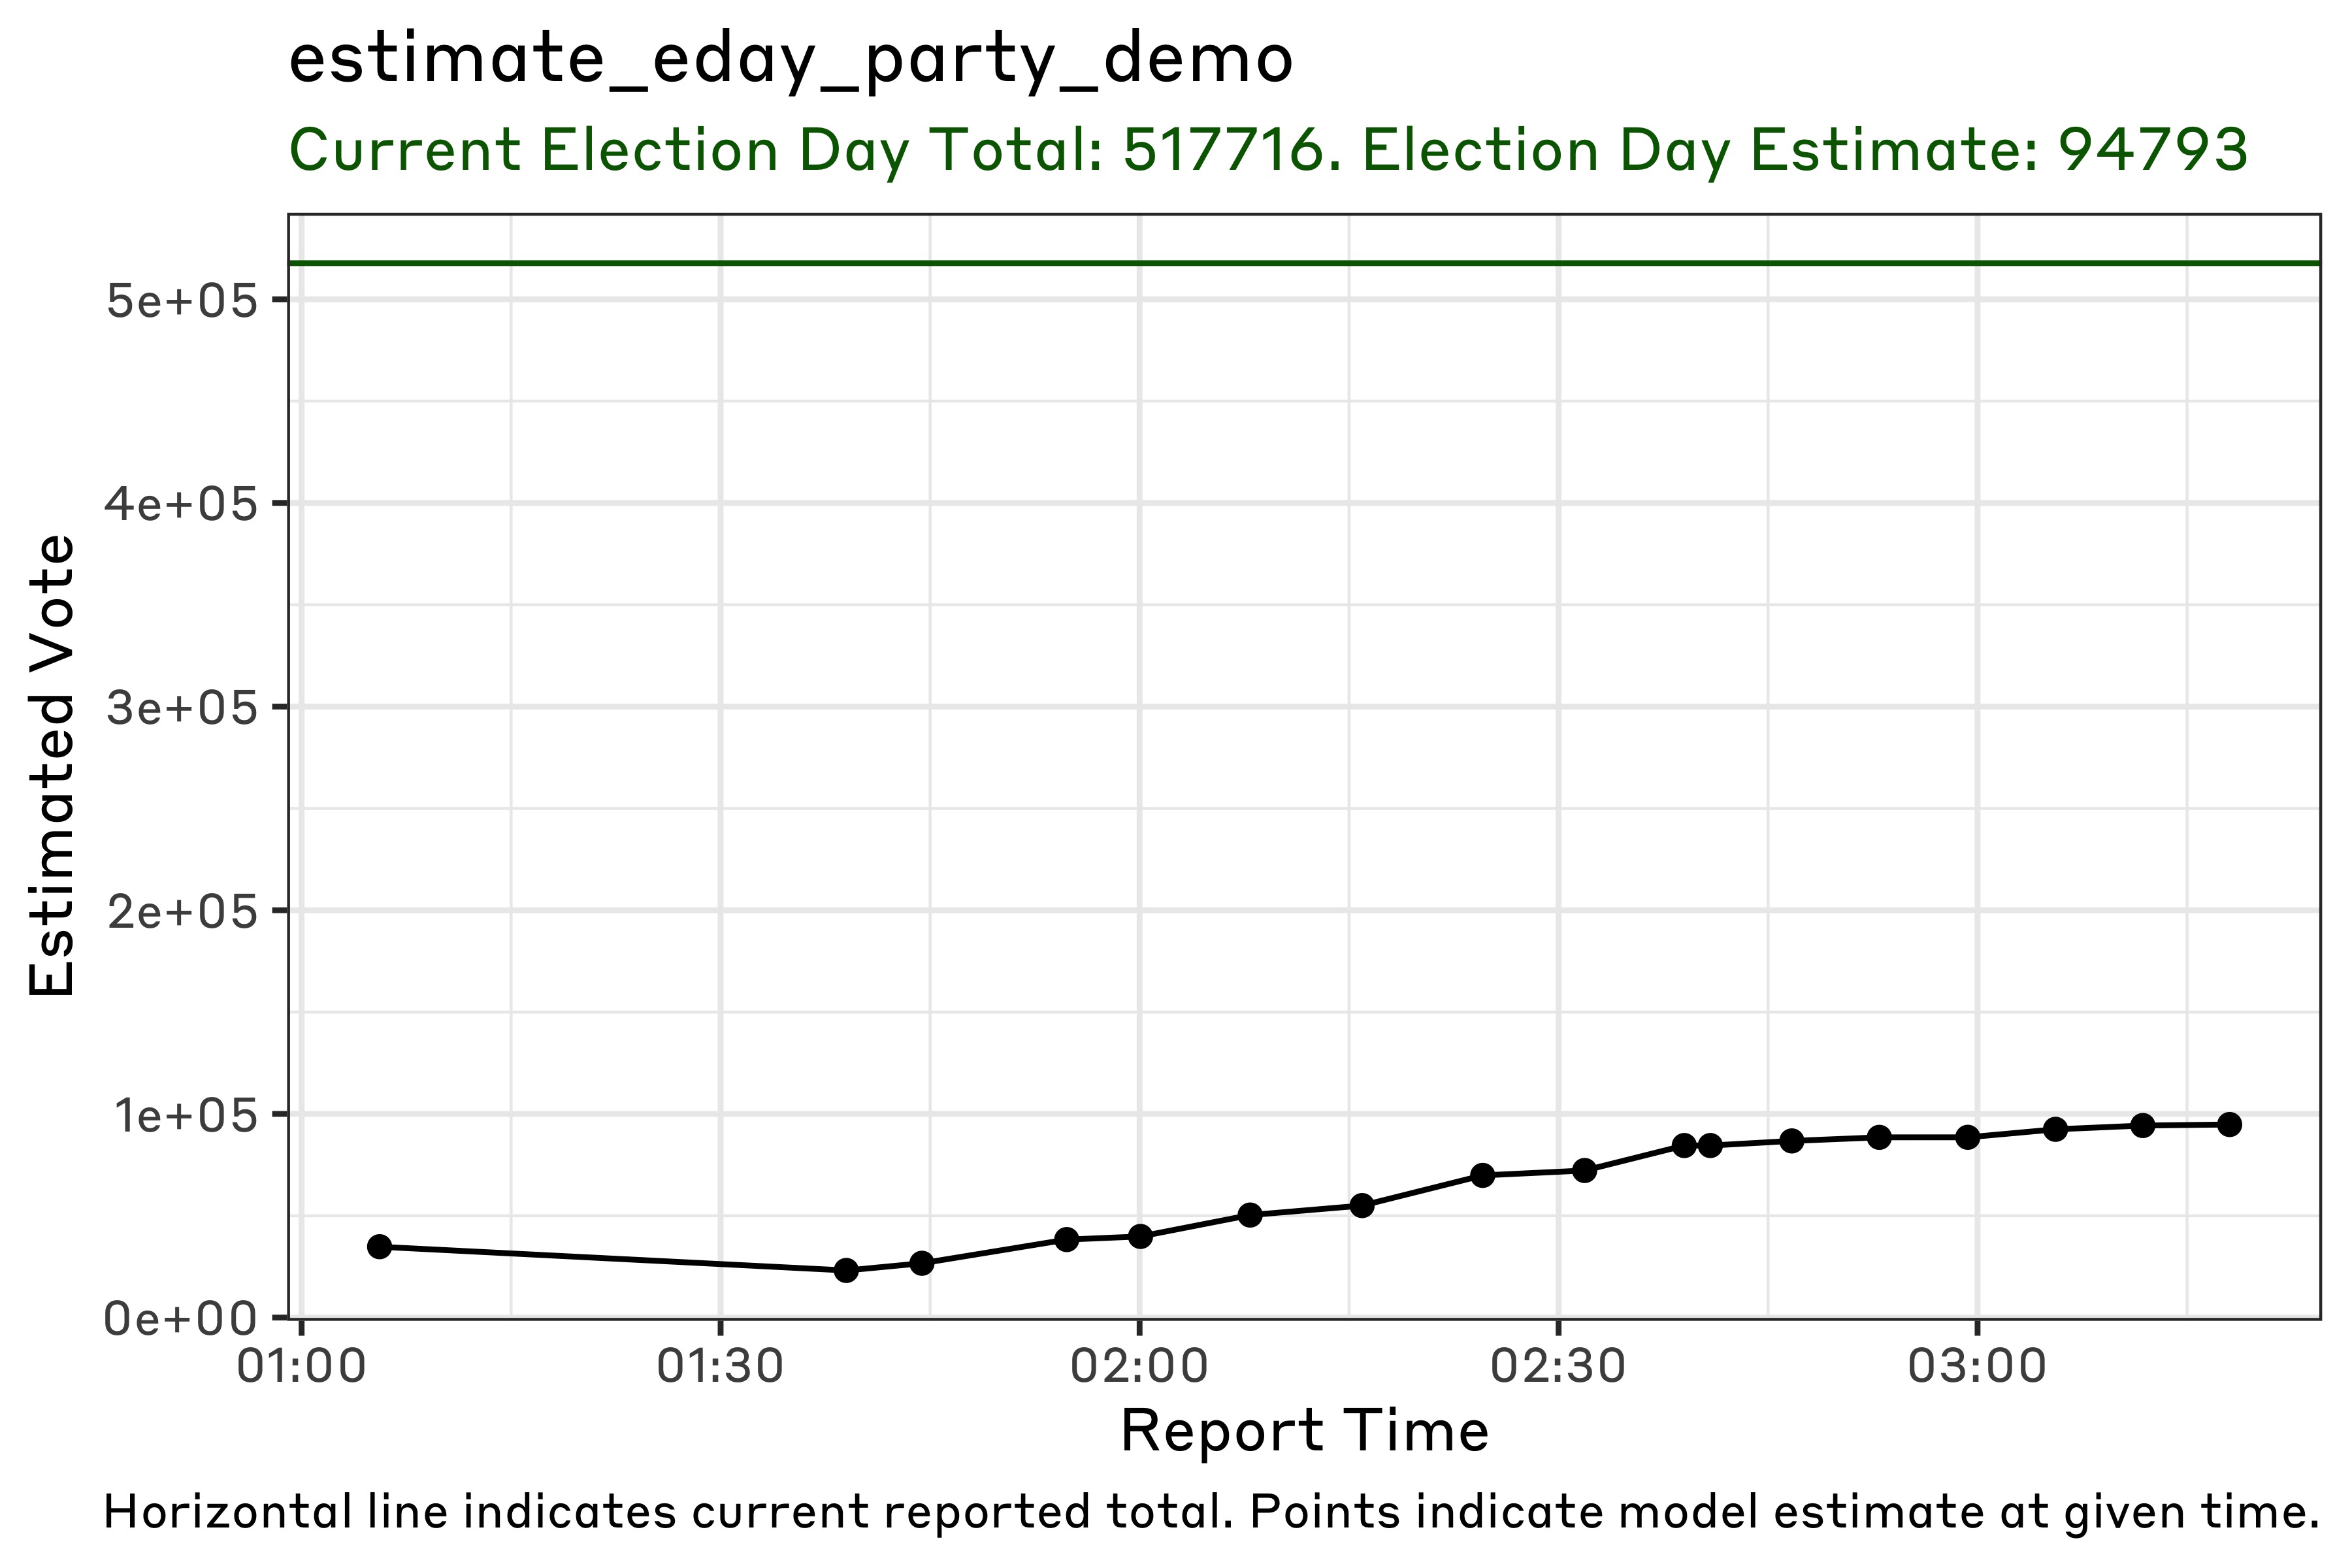 estimate_eday_party_demo
Current Election Day Total: 517716. Election Day Estimate: 94793
Estimated Vote
5e+05
4e+05
3e+05
2e+05
1e+05
0e+00
01:00 01:30 02:00 02:30 03:00
Report Time
Horizontal line indicates current reported total. Points indicate model estimate at given time.